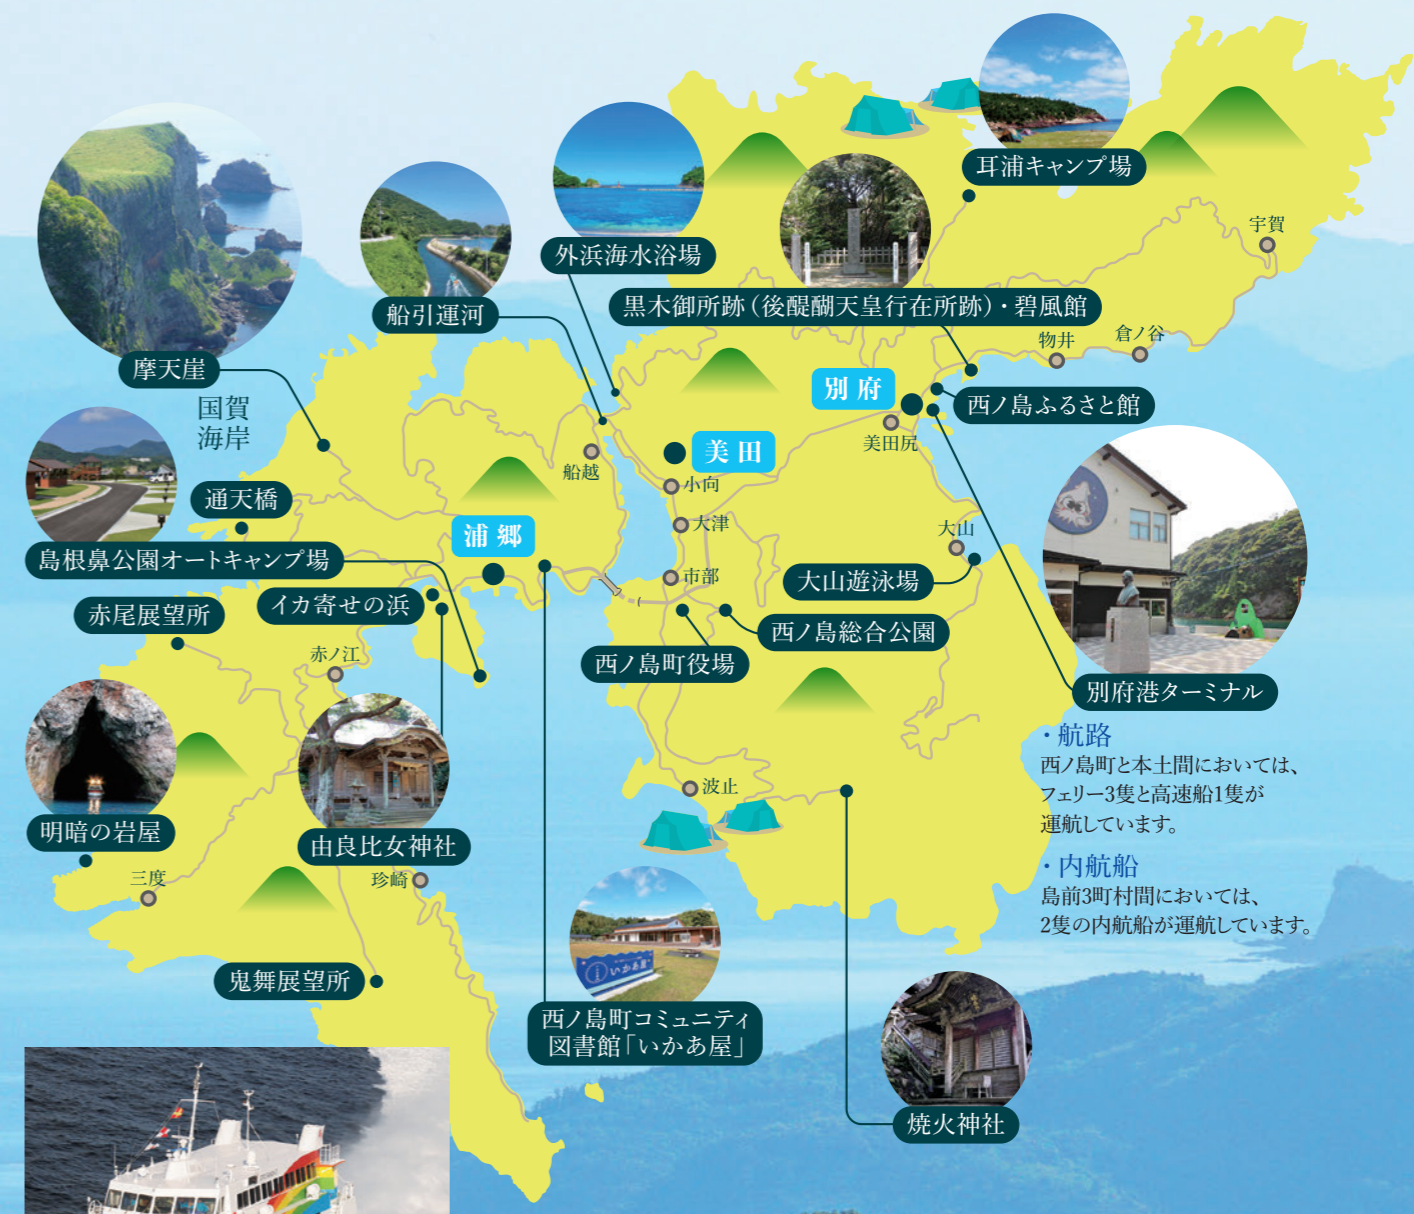 耳浦キャンプ場
宇賀
外浜海水浴場
船引運河
黒木御所跡（後醍醐天皇行在所跡）・碧風館
物井
倉ノ谷
摩天崖
国賀
海岸
別府
西ノ島ふるさと館
美田尻
美田
船越
小向
通天橋
大津
浦郷
大山
島根鼻公園オートキャンプ場
市部
大山遊泳場
イカ寄せの浜
赤尾展望所
西ノ島総合公園
赤ノ江
西ノ島町役場
別府港ターミナル
・航路
西ノ島町と本土間においては、
フェリー3隻と高速船1隻が
運航しています。
波止
明暗の岩屋
由良比女神社
・内航船
島前3町村間においては、
2隻の内航船が運航しています。
三度
珍崎
いかあ屋
鬼舞展望所
西ノ島町コミュニティ
図書館「いかあ屋」
焼火神社